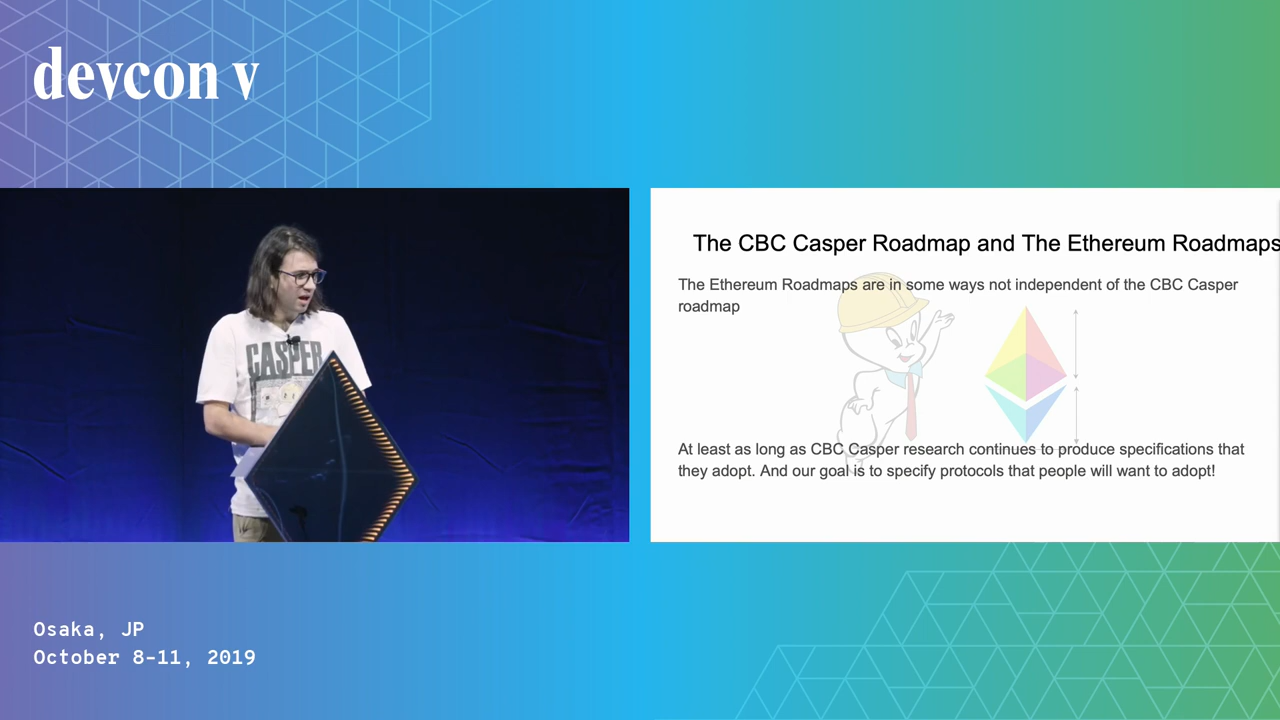 devcon v
CASPER
The CBC Casper Roadmap and The Ethereum Roadmaps
The Ethereum Roadmaps are in some ways not independent of the CBC Casper
roadmap
At least as long as CBC Casper research continues to produce specifications that
they adopt. And our goal is to specify protocols that people will want to adopt!
Osaka, JP
October 8-11, 2019